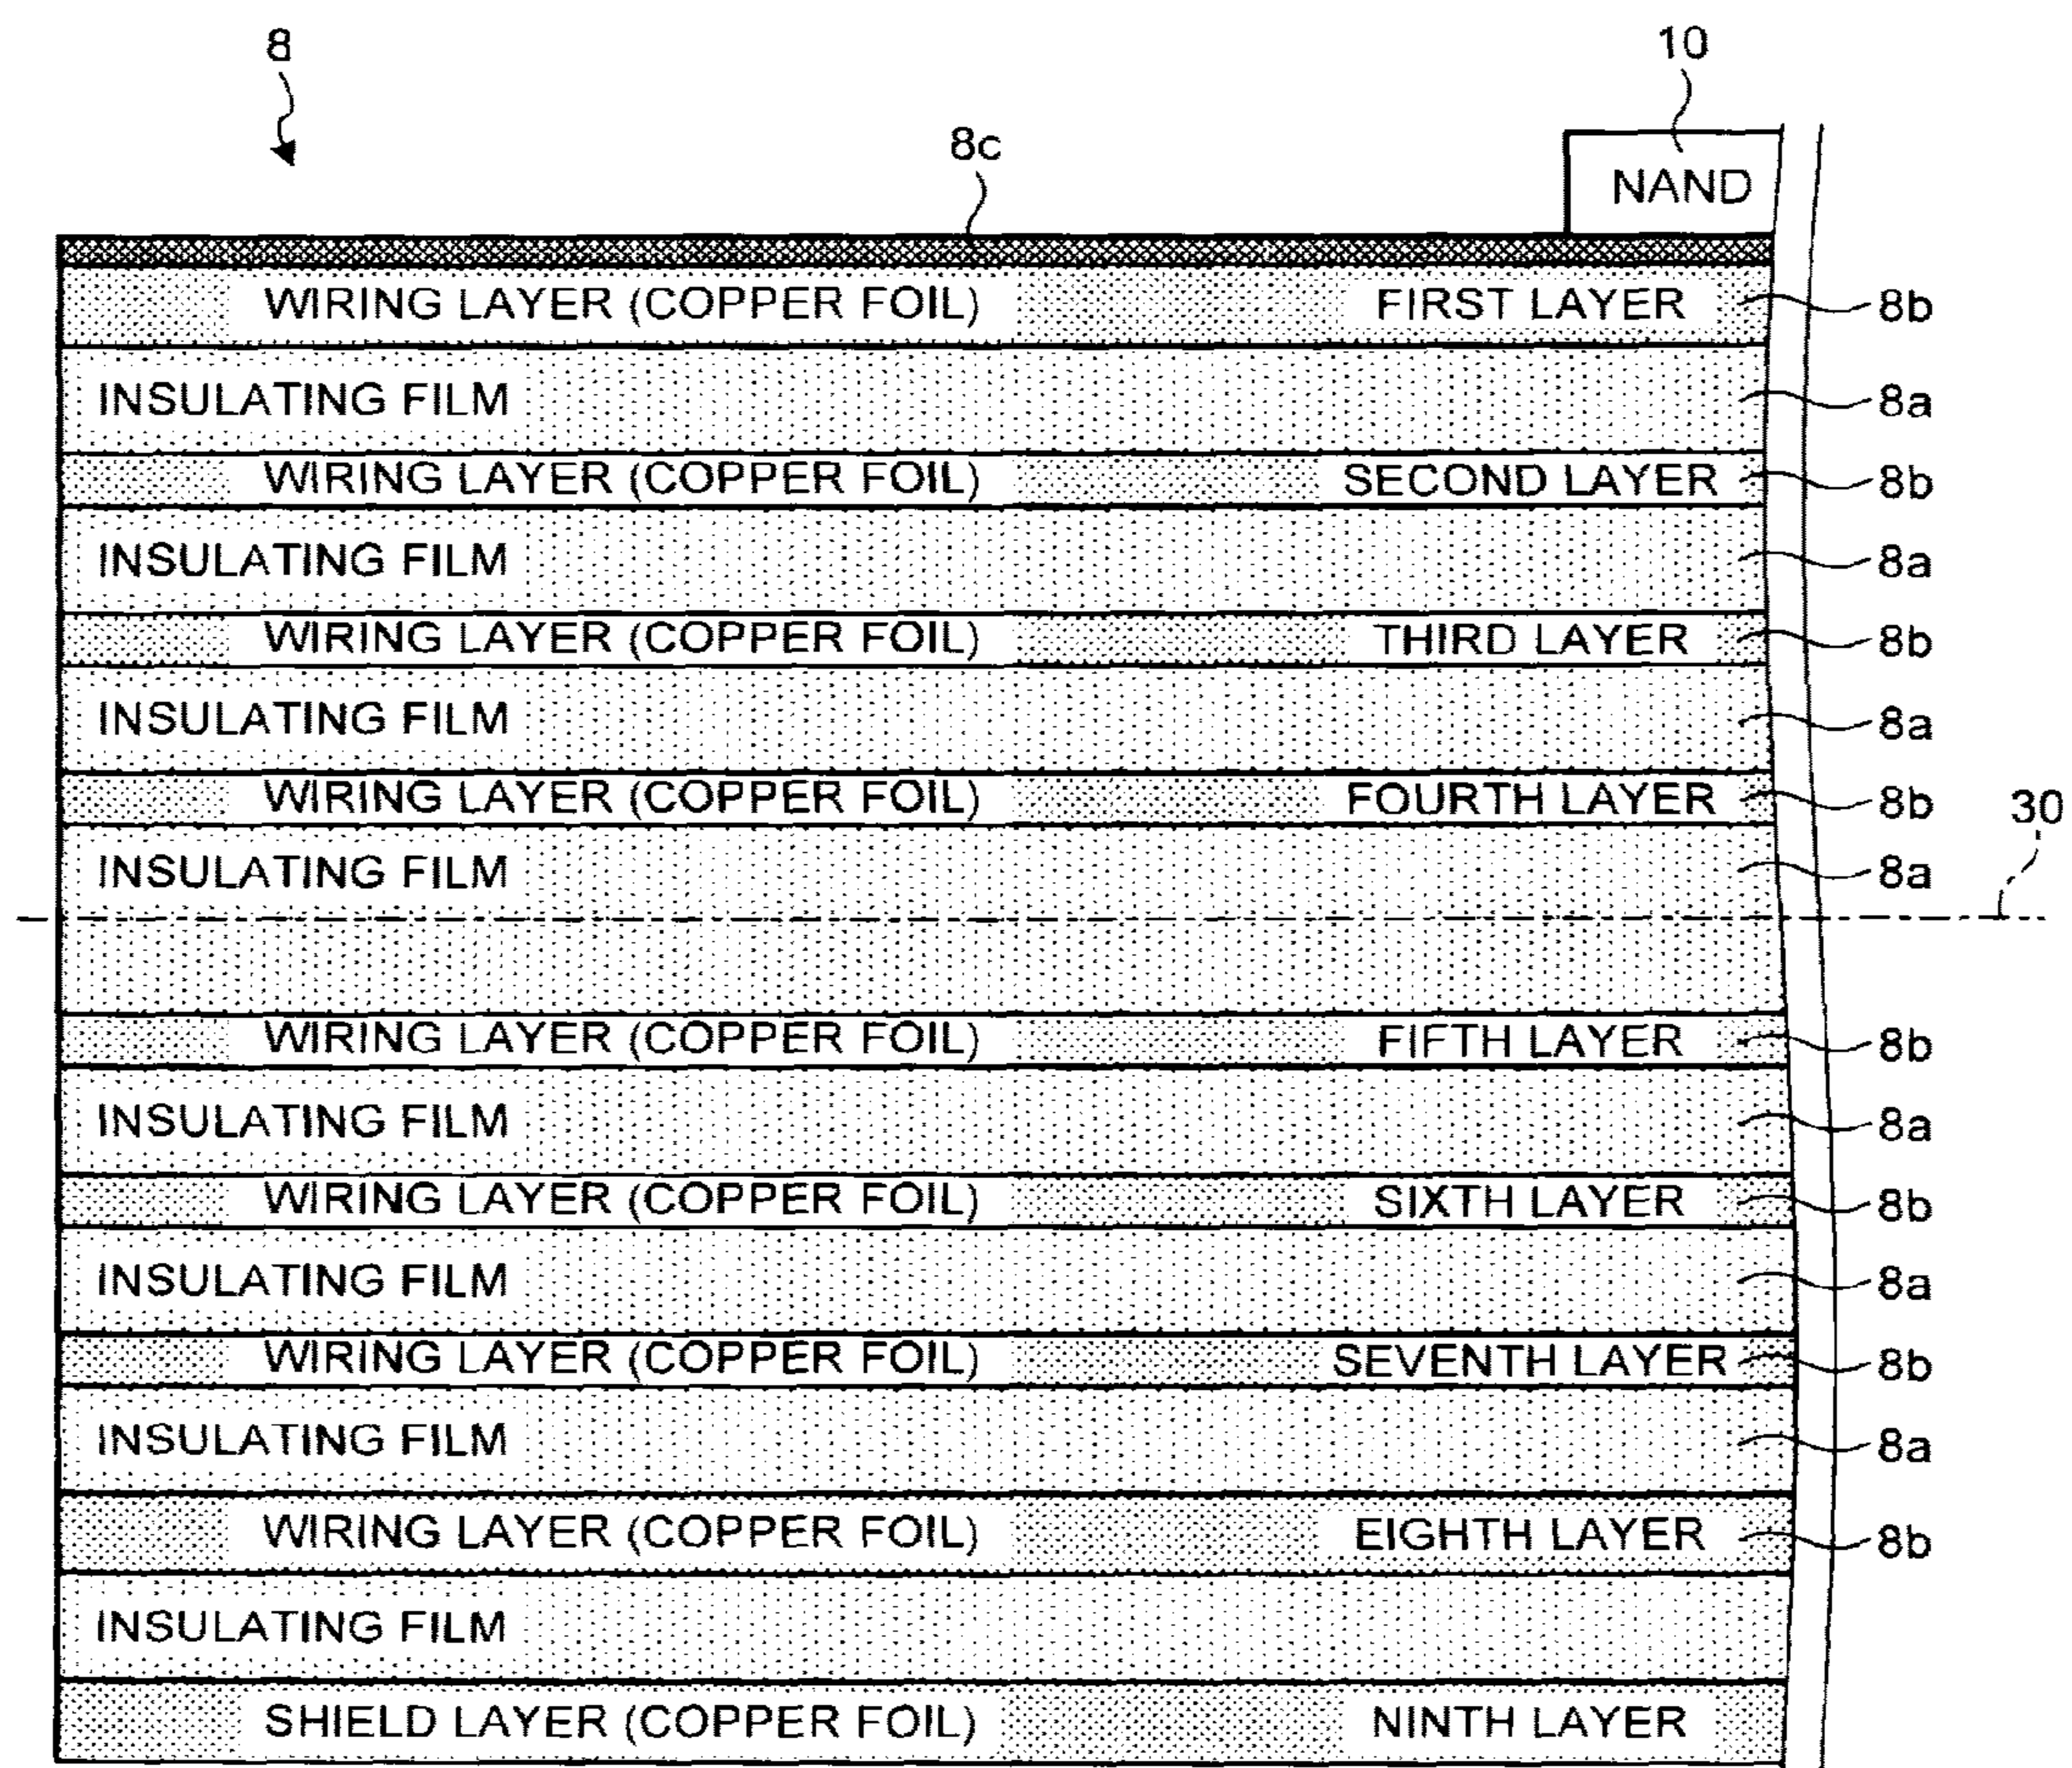 8
10
8c
NAND
WIRING LAYER (COPPER FOIL) FIRST LAYER 8b
INSULATING FILM 8a
WIRING LAYER (COPPER FOIL) SECOND LAYER 8b
INSULATING FILM 8a
WIRING LAYER (COPPER FOIL) THIRD LAYER 8b
INSULATING FILM 8a
WIRING LAYER (COPPER FOIL) FOURTH LAYER 8b
30
INSULATING FILM 8a
WIRING LAYER (COPPER FOIL) FIFTH LAYER 8b
INSULATING FILM 8a
WIRING LAYER (COPPER FOIL) SIXTH LAYER 8b
INSULATING FILM 8a
WIRING LAYER (COPPER FOIL) SEVENTH LAYER 8b
INSULATING FILM 8a
WIRING LAYER (COPPER FOIL) EIGHTH LAYER 8b
INSULATING FILM
SHIELD LAYER (COPPER FOIL) NINTH LAYER